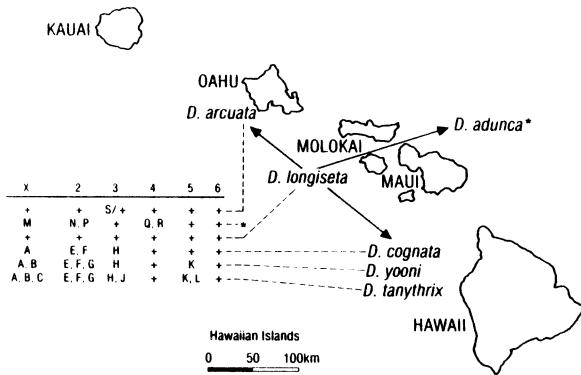 KAUAI
OAHU
D. arcuata
MOLOKAI
D. adunca*
D. longiseta
MAUI
X 2 3 4 5 6
+ + S/+ + + +
M N, P + Q, R + + *
+ + + + + +
A E, F H + + +
A, B E, F, G H + K +
A, B, C E, F, G H, J + K, L +
D. cognata
D. yooni
D. tanythrix
HAWAII
Hawaiian Islands
0 50 100km